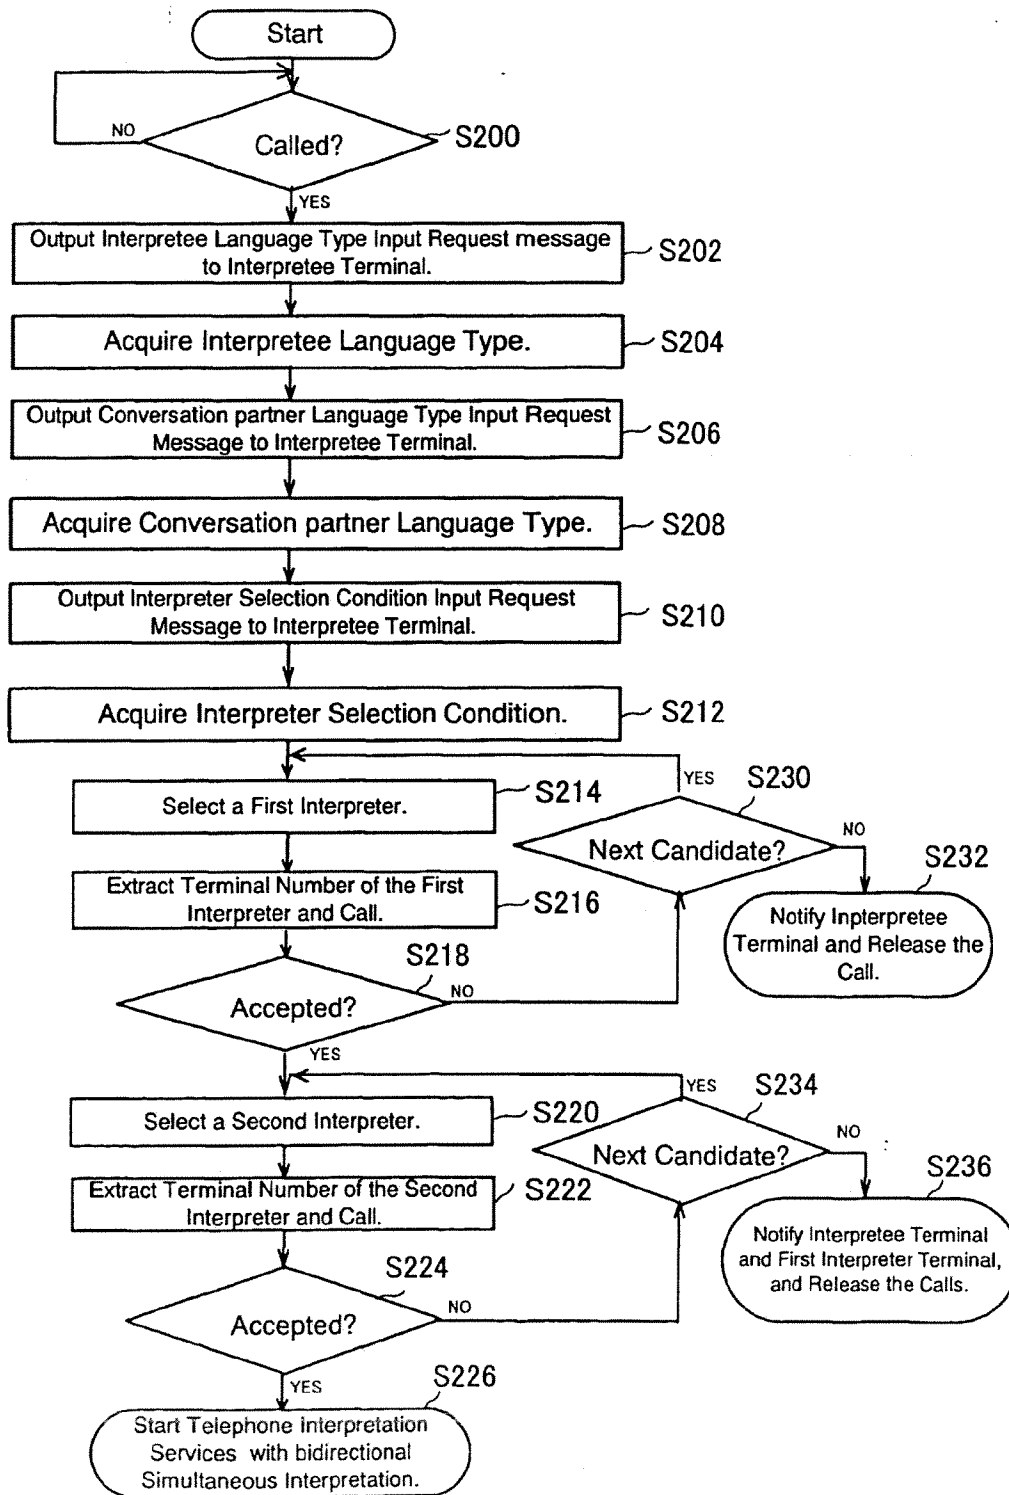 Start
NO
Called?
S200
YES
Output Interpretee Language Type Input Request message
to Interpretee Terminal.
S202
Acquire Interpretee Language Type.
S204
Output Conversation partner Language Type Input Request
Message to Interpretee Terminal.
S206
Acquire Conversation partner Language Type.
S208
Output Interpreter Selection Condition Input Request
Message to Interpretee Terminal.
S210
Acquire Interpreter Selection Condition.
S212
Select a First Interpreter.
S214
YES
S230
Next Candidate?
NO
S232
Extract Terminal Number of the First
Interpreter and Call.
S216
Notify Inpterpretee
Terminal and Release the
Call.
S218
Accepted?
NO
YES
Select a Second Interpreter.
S220
YES
S234
Next Candidate?
NO
S236
Extract Terminal Number of the Second
Interpreter and Call.
S222
Notify Interpretee Terminal
and First Interpreter Terminal,
and Release the Calls.
S224
Accepted?
NO
YES
S226
Start Telephone Interpretation
Services with bidirectional
Simultaneous Interpretation.